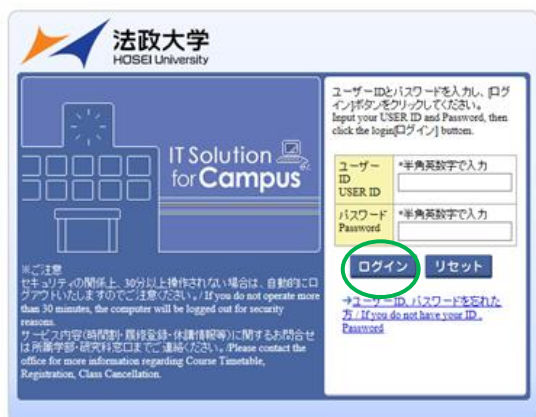 法政大学
HOSEI University
IT Solution
for Campus
※ご注意
セキュリティの関係上、30分以上操作されない場合は、自動的にロ
グアウトいたしますのでご注意ください。/ If you do not operate more
than 30 minutes, the computer will be logged out for security
reasons.
サービス内容(時間割・履修登録・休講情報等)に関するお問合せ
は所属学部・研究科窓口までご連絡ください。/Please contact the
office for more information regarding Course Timetable,
Registration, Class Cancellation.
ユーザーIDとパスワードを入力し、[ログ
イン]ボタンをクリックしてください。
Input your USER ID and Password, then
click the login[ログイン] buttom.
ユーザー
ID
USER ID
*半角英数字で入力
パスワード
Password
*半角英数字で入力
ログイン
リセット
→ユーザーID、パスワードを忘れた
方 / If you do not have your ID 、
Password